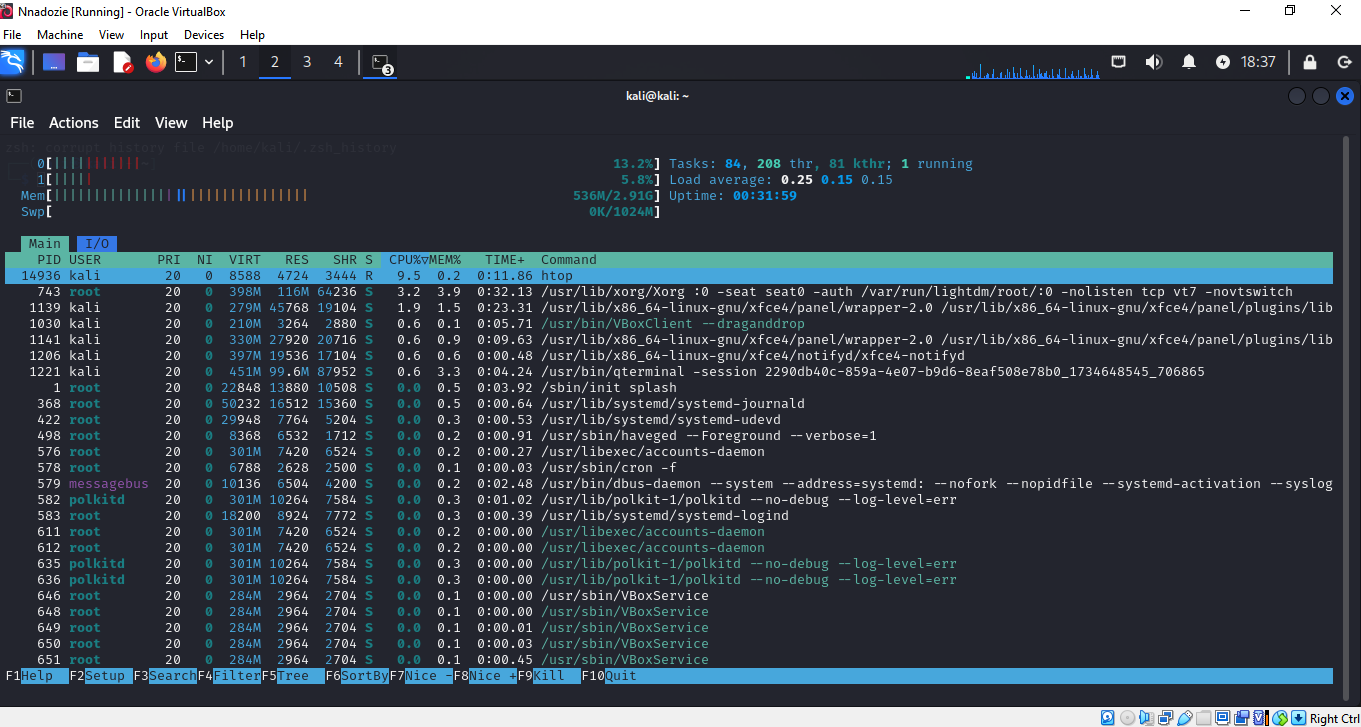 Nnadozie [Running] - Oracle VirtualBox
File Machine View Input Devices Help
1 2 3 4 3 18:37
kali@kali: ~
File Actions Edit View Help
zsh: corrupt history file /home/kali/.zsh_history
0[||||||||||| 13.2%] Tasks: 84, 208 thr, 81 kthr; 1 running
1[||||| 5.8%] Load average: 0.25 0.15 0.15
Mem[|||||||||||||||||||||||||||||||| 536M/2.91G] Uptime: 00:31:59
Swp[ 0K/1024M]
Main I/O
PID USER PRI NI VIRT RES SHR S CPU%▽MEM% TIME+ Command
14936 kali 20 0 8588 4724 3444 R 9.5 0.2 0:11.86 htop
743 root 20 0 398M 116M 64236 S 3.2 3.9 0:32.13 /usr/lib/xorg/Xorg :0 -seat seat0 -auth /var/run/lightdm/root/:0 -nolisten tcp vt7 -novtswitch
1139 kali 20 0 279M 45768 19104 S 1.9 1.5 0:23.31 /usr/lib/x86_64-linux-gnu/xfce4/panel/wrapper-2.0 /usr/lib/x86_64-linux-gnu/xfce4/panel/plugins/lib
1030 kali 20 0 210M 3264 2880 S 0.6 0.1 0:05.71 /usr/bin/VBoxClient --draganddrop
1141 kali 20 0 330M 27920 20716 S 0.6 0.9 0:09.63 /usr/lib/x86_64-linux-gnu/xfce4/panel/wrapper-2.0 /usr/lib/x86_64-linux-gnu/xfce4/panel/plugins/lib
1206 kali 20 0 397M 19536 17104 S 0.6 0.6 0:00.48 /usr/lib/x86_64-linux-gnu/xfce4/notifyd/xfce4-notifyd
1221 kali 20 0 451M 99.6M 87952 S 0.6 3.3 0:04.24 /usr/bin/qterminal -session 2290db40c-859a-4e07-b9d6-8eaf508e78b0_1734648545_706865
1 root 20 0 22848 13880 10508 S 0.0 0.5 0:03.92 /sbin/init splash
368 root 20 0 50232 16512 15360 S 0.0 0.5 0:00.64 /usr/lib/systemd/systemd-journald
422 root 20 0 29948 7764 5204 S 0.0 0.3 0:00.53 /usr/lib/systemd/systemd-udevd
498 root 20 0 8368 6532 1712 S 0.0 0.2 0:00.91 /usr/sbin/haveged --Foreground --verbose=1
576 root 20 0 301M 7420 6524 S 0.0 0.2 0:00.27 /usr/libexec/accounts-daemon
578 root 20 0 6788 2628 2500 S 0.0 0.1 0:00.03 /usr/sbin/cron -f
579 messagebus 20 0 10136 6504 4200 S 0.0 0.2 0:02.48 /usr/bin/dbus-daemon --system --address=systemd: --nofork --nopidfile --systemd-activation --syslog
582 polkitd 20 0 301M 10264 7584 S 0.0 0.3 0:01.02 /usr/lib/polkit-1/polkitd --no-debug --log-level=err
583 root 20 0 18200 8924 7772 S 0.0 0.3 0:00.39 /usr/lib/systemd/systemd-logind
611 root 20 0 301M 7420 6524 S 0.0 0.2 0:00.00 /usr/libexec/accounts-daemon
612 root 20 0 301M 7420 6524 S 0.0 0.2 0:00.00 /usr/libexec/accounts-daemon
635 polkitd 20 0 301M 10264 7584 S 0.0 0.3 0:00.00 /usr/lib/polkit-1/polkitd --no-debug --log-level=err
636 polkitd 20 0 301M 10264 7584 S 0.0 0.3 0:00.00 /usr/lib/polkit-1/polkitd --no-debug --log-level=err
646 root 20 0 284M 2964 2704 S 0.0 0.1 0:00.00 /usr/sbin/VBoxService
648 root 20 0 284M 2964 2704 S 0.0 0.1 0:00.00 /usr/sbin/VBoxService
649 root 20 0 284M 2964 2704 S 0.0 0.1 0:00.01 /usr/sbin/VBoxService
650 root 20 0 284M 2964 2704 S 0.0 0.1 0:00.03 /usr/sbin/VBoxService
651 root 20 0 284M 2964 2704 S 0.0 0.1 0:00.45 /usr/sbin/VBoxService
F1Help F2Setup F3SearchF4FilterF5Tree F6SortByF7Nice -F8Nice +F9Kill F10Quit
Right Ctrl